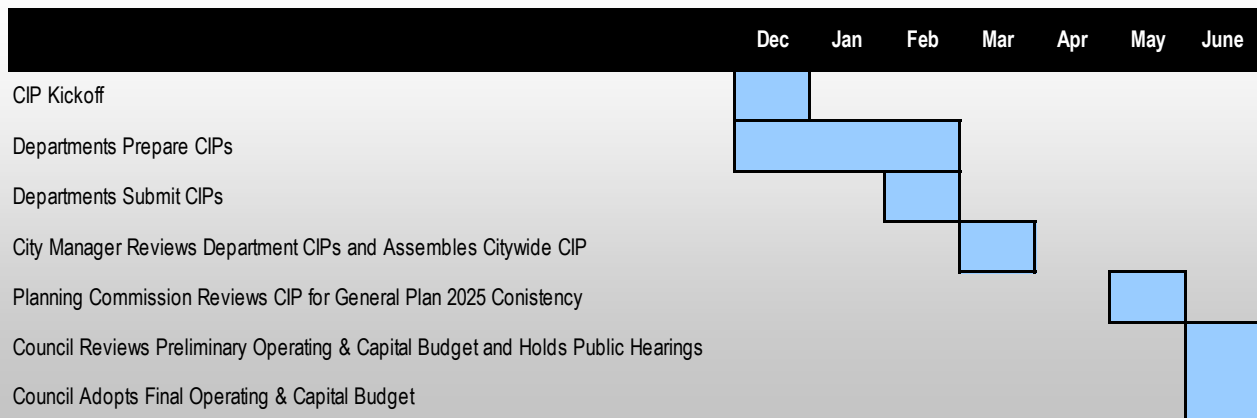 Dec Jan Feb Mar Apr May June
CIP Kickoff
Departments Prepare CIPs
Departments Submit CIPs
City Manager Reviews Department CIPs and Assembles Citywide CIP
Planning Commission Reviews CIP for General Plan 2025 Conistency
Council Reviews Preliminary Operating & Capital Budget and Holds Public Hearings
Council Adopts Final Operating & Capital Budget